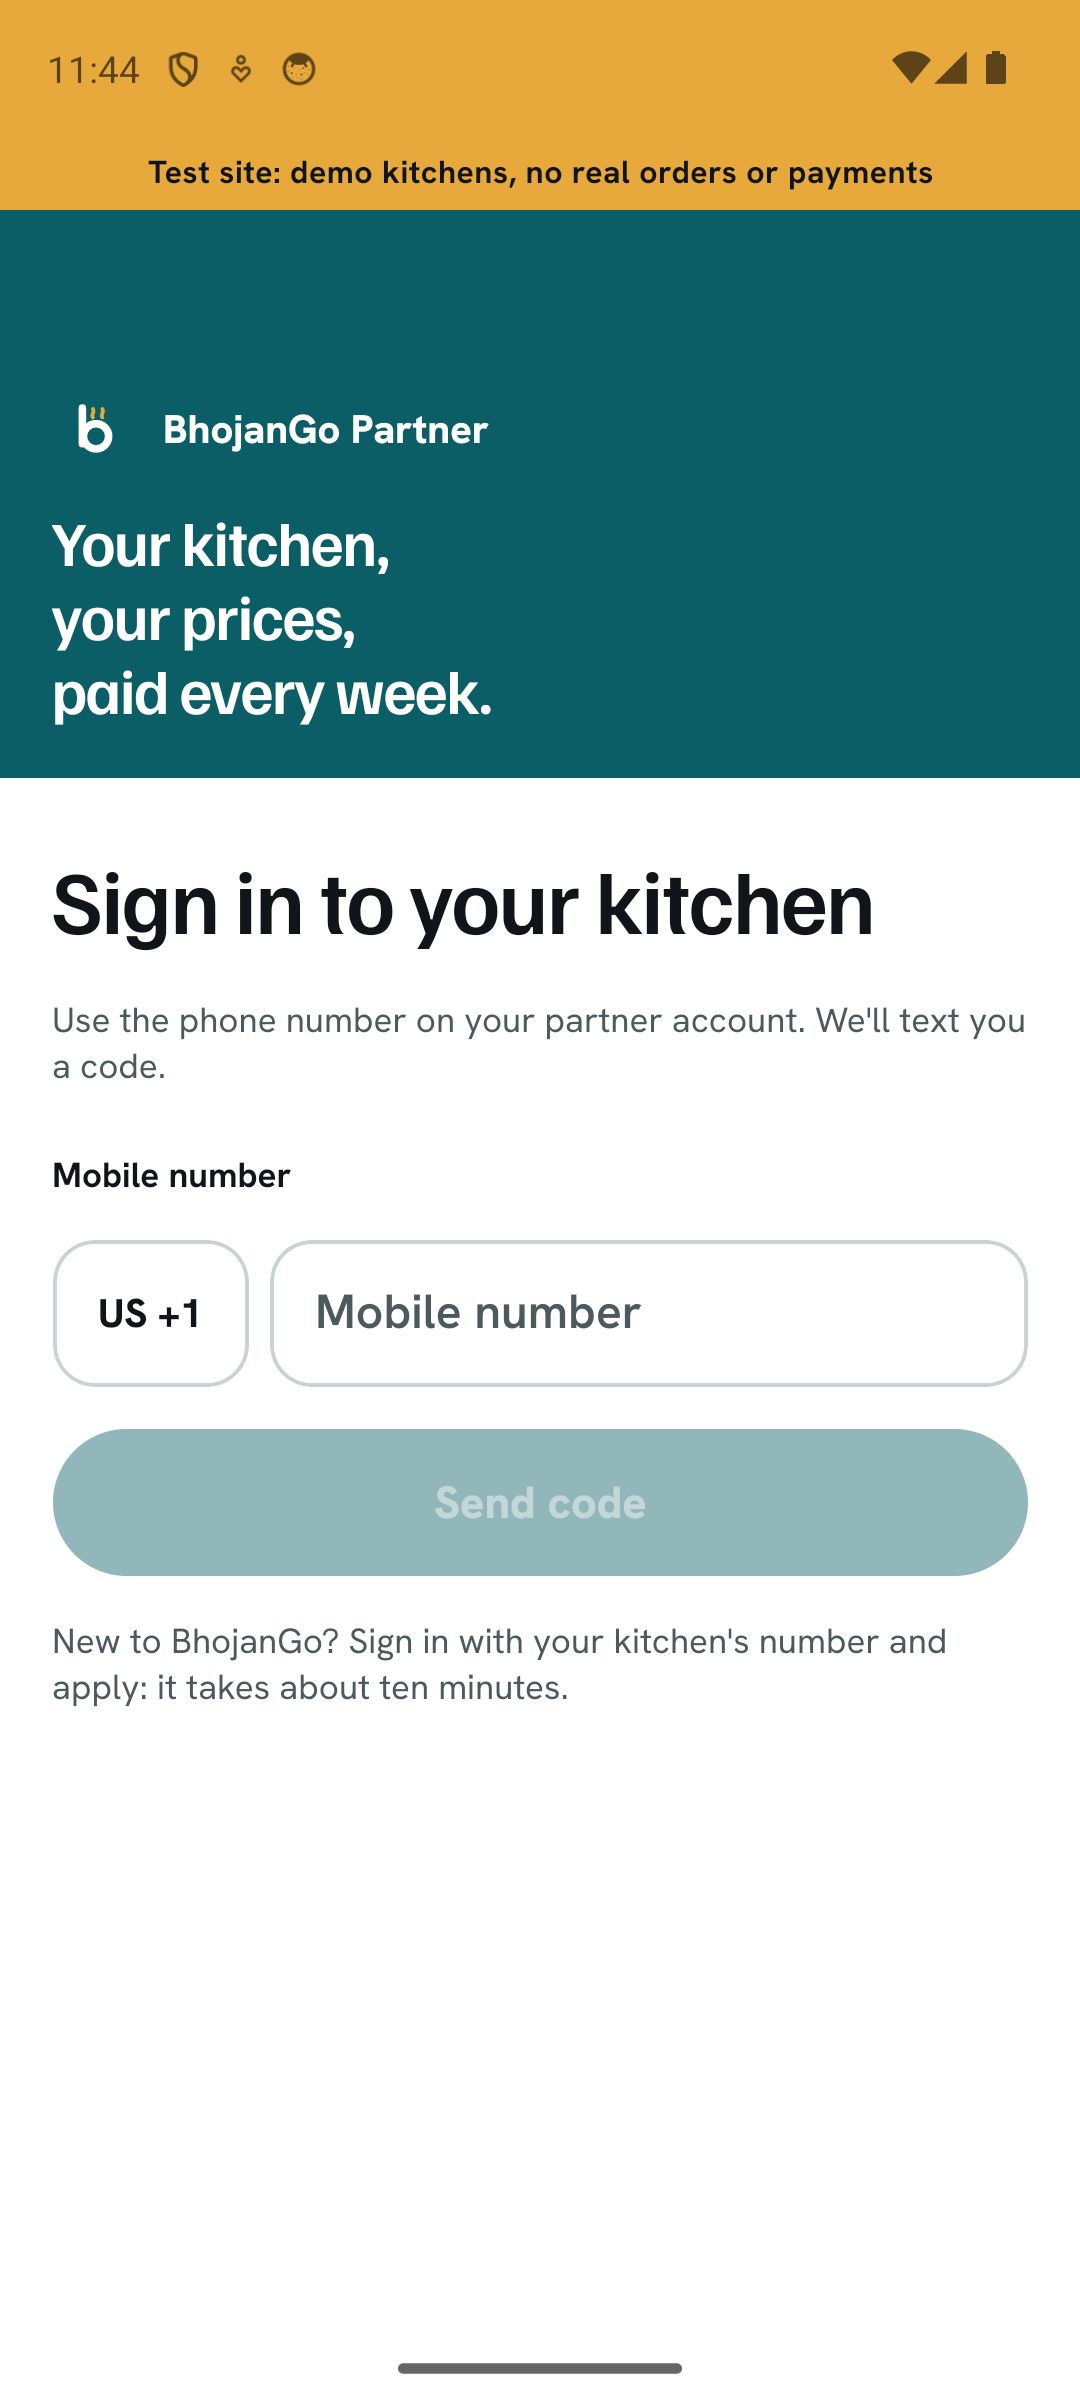 11:44
Test site: demo kitchens, no real orders or payments
BhojanGo Partner
Your kitchen,
your prices,
paid every week.
Sign in to your kitchen
Use the phone number on your partner account. We'll text you
a code.
Mobile number
US +1
Mobile number
Send code
New to BhojanGo? Sign in with your kitchen's number and
apply: it takes about ten minutes.